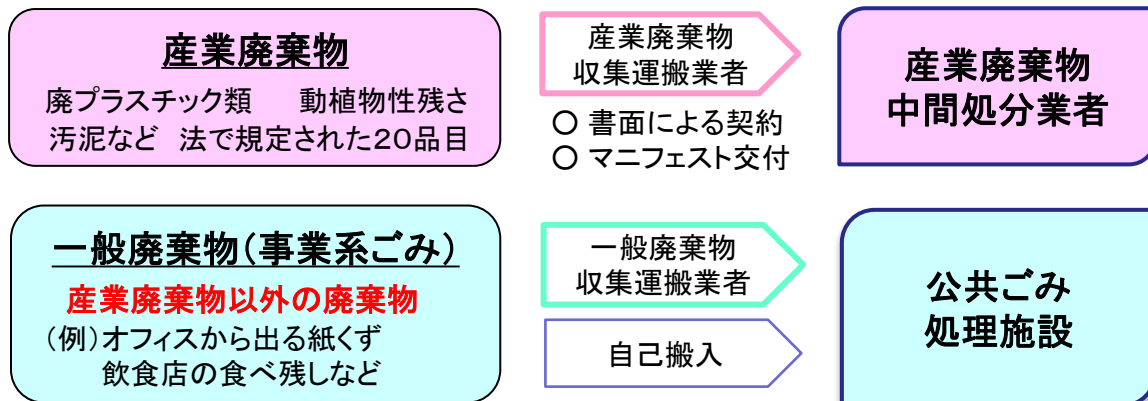 産業廃棄物
廃プラスチック類　動植物性残さ
汚泥など 法で規定された20品目
産業廃棄物
収集運搬業者
○ 書面による契約
○ マニフェスト交付
産業廃棄物
中間処分業者
一般廃棄物(事業系ごみ)
産業廃棄物以外の廃棄物
(例)オフィスから出る紙くず
飲食店の食べ残しなど
一般廃棄物
収集運搬業者
自己搬入
公共ごみ
処理施設